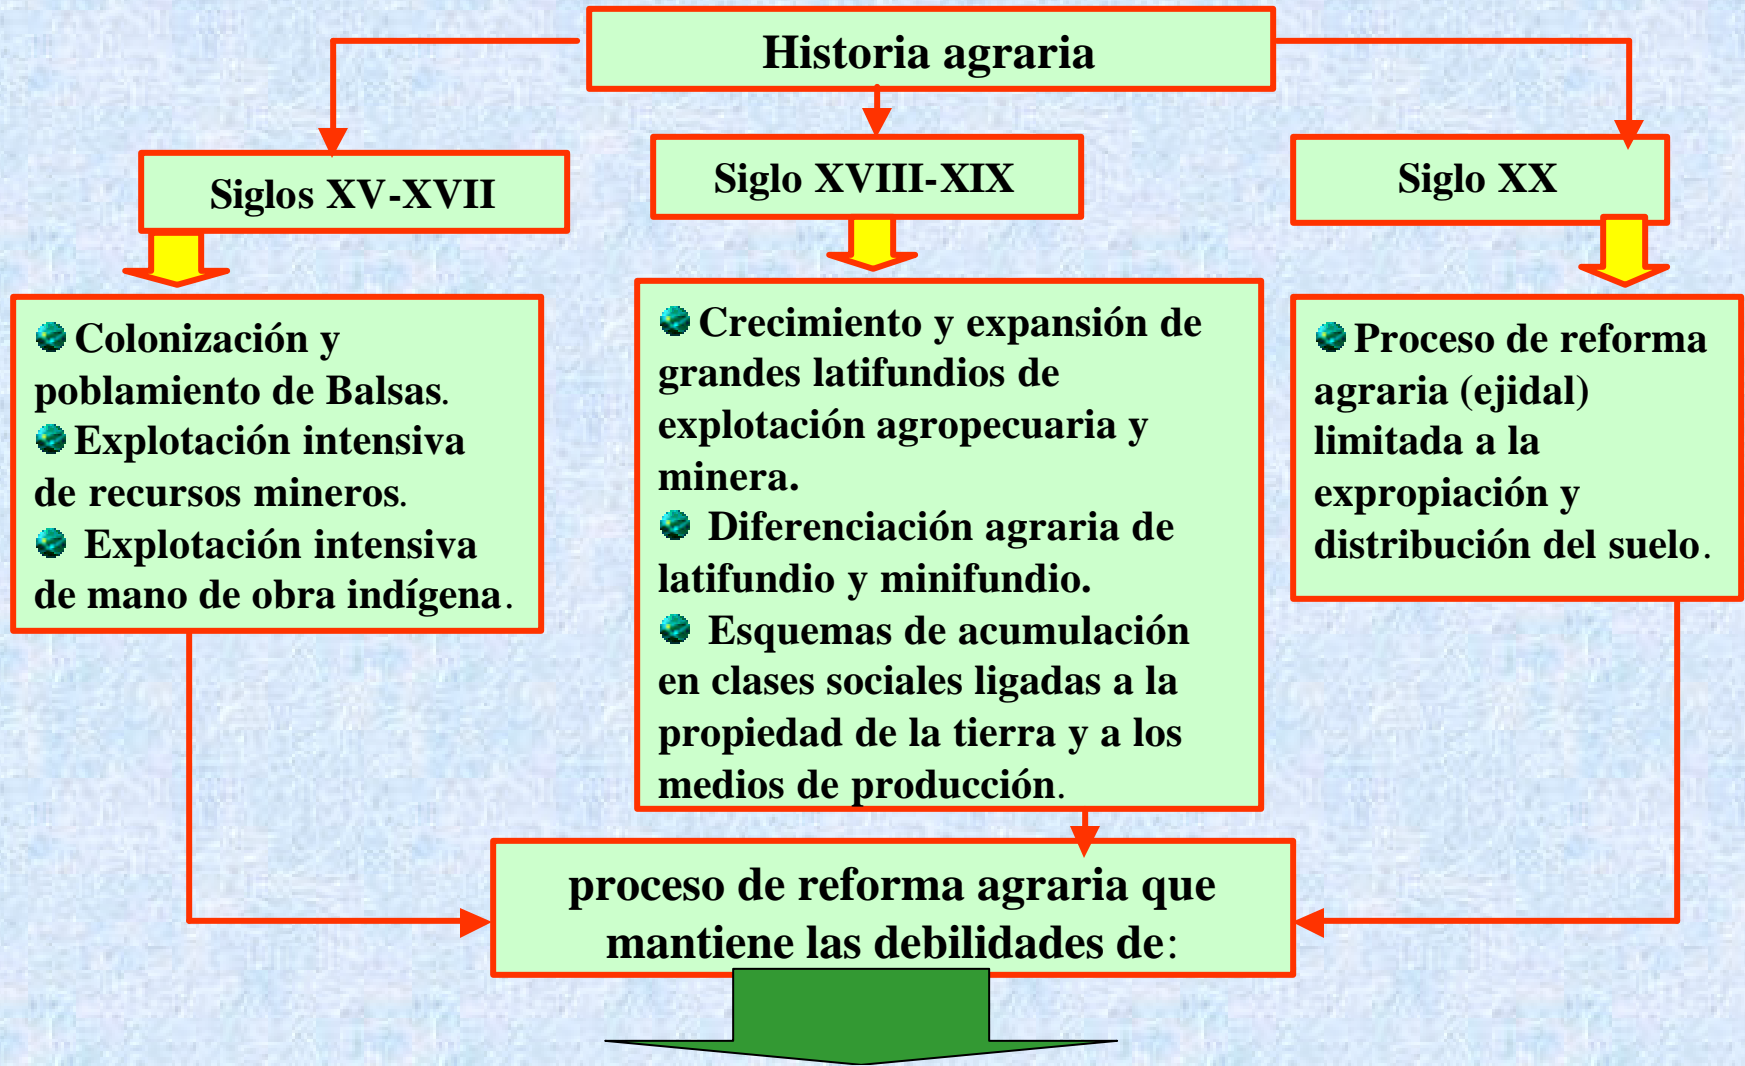 Historia agraria
Siglos XV-XVII
Siglo XVIII-XIX
Siglo XX
Colonización y
poblamiento de Balsas.
Explotación intensiva
de recursos mineros.
Explotación intensiva
de mano de obra indígena.
Crecimiento y expansión de
grandes latifundios de
explotación agropecuaria y
minera.
Diferenciación agraria de
latifundio y minifundio.
Esquemas de acumulación
en clases sociales ligadas a la
propiedad de la tierra y a los
medios de producción.
Proceso de reforma
agraria (ejidal)
limitada a la
expropiación y
distribución del suelo.
proceso de reforma agraria que
mantiene las debilidades de: